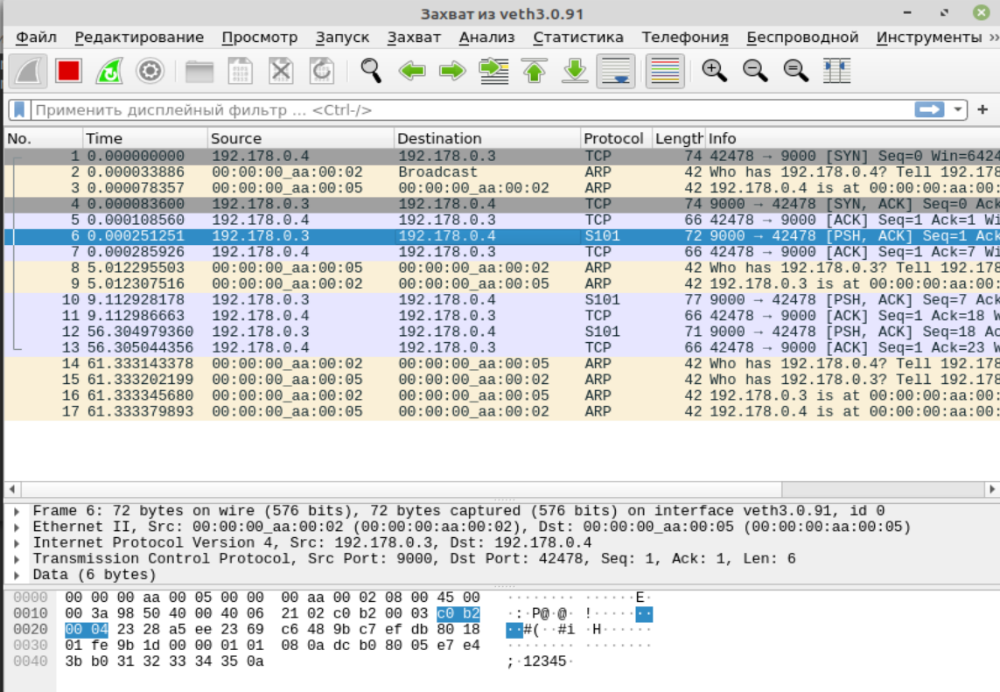 Захват из veth3.0.91
Файл Редактирование Просмотр Запуск Захват Анализ Статистика Телефония Беспроводной Инструменты »
Применить дисплейный фильтр ... <Ctrl-/>
No. Time Source Destination Protocol Length Info
1 0.000000000 192.178.0.4 192.178.0.3 TCP 74 42478 → 9000 [SYN] Seq=0 Win=6424
2 0.000033886 00:00:00_aa:00:02 Broadcast ARP 42 Who has 192.178.0.4? Tell 192.178
3 0.000078357 00:00:00_aa:00:05 00:00:00_aa:00:02 ARP 42 192.178.0.4 is at 00:00:00:aa:00:
4 0.000083600 192.178.0.3 192.178.0.4 TCP 74 9000 → 42478 [SYN, ACK] Seq=0 Ack
5 0.000108560 192.178.0.4 192.178.0.3 TCP 66 42478 → 9000 [ACK] Seq=1 Ack=1 Wi
6 0.000251251 192.178.0.3 192.178.0.4 S101 72 9000 → 42478 [PSH, ACK] Seq=1 Ack
7 0.000285926 192.178.0.4 192.178.0.3 TCP 66 42478 → 9000 [ACK] Seq=1 Ack=7 Wi
8 5.012295503 00:00:00_aa:00:05 00:00:00_aa:00:02 ARP 42 Who has 192.178.0.3? Tell 192.178
9 5.012307516 00:00:00_aa:00:02 00:00:00_aa:00:05 ARP 42 192.178.0.3 is at 00:00:00:aa:00:
10 9.112928178 192.178.0.3 192.178.0.4 S101 77 9000 → 42478 [PSH, ACK] Seq=7 Ack
11 9.112986663 192.178.0.4 192.178.0.3 TCP 66 42478 → 9000 [ACK] Seq=1 Ack=18 W
12 56.304979360 192.178.0.3 192.178.0.4 S101 71 9000 → 42478 [PSH, ACK] Seq=18 Ac
13 56.305044356 192.178.0.4 192.178.0.3 TCP 66 42478 → 9000 [ACK] Seq=1 Ack=23 W
14 61.333143378 00:00:00_aa:00:02 00:00:00_aa:00:05 ARP 42 Who has 192.178.0.4? Tell 192.178
15 61.333202199 00:00:00_aa:00:05 00:00:00_aa:00:02 ARP 42 Who has 192.178.0.3? Tell 192.178
16 61.333345680 00:00:00_aa:00:02 00:00:00_aa:00:05 ARP 42 192.178.0.3 is at 00:00:00:aa:00:
17 61.333379893 00:00:00_aa:00:05 00:00:00_aa:00:02 ARP 42 192.178.0.4 is at 00:00:00:aa:00:
Frame 6: 72 bytes on wire (576 bits), 72 bytes captured (576 bits) on interface veth3.0.91, id 0
Ethernet II, Src: 00:00:00_aa:00:02 (00:00:00:aa:00:02), Dst: 00:00:00_aa:00:05 (00:00:00:aa:00:05)
Internet Protocol Version 4, Src: 192.178.0.3, Dst: 192.178.0.4
Transmission Control Protocol, Src Port: 9000, Dst Port: 42478, Seq: 1, Ack: 1, Len: 6
Data (6 bytes)
0000 00 00 00 aa 00 05 00 00 00 aa 00 02 08 00 45 00 ········ ······E·
0010 00 3a 98 50 40 00 40 06 21 02 c0 b2 00 03 c0 b2 ·:·P@·@· !·······
0020 00 04 23 28 a5 ee 23 69 c6 48 9b c7 ef db 80 18 ··#(··#i ·H······
0030 01 fe 9b 1d 00 00 01 01 08 0a dc b0 80 05 e7 e4 ········ ········
0040 3b b0 31 32 33 34 35 0a ;·12345·